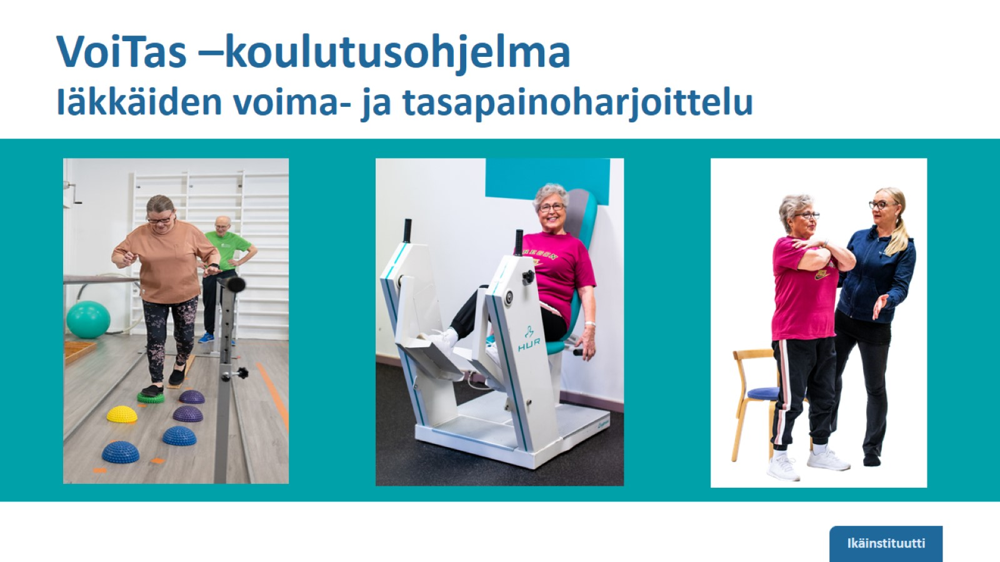 VoiTas –koulutusohjelma
Iäkkäiden voima- ja tasapainoharjoittelu
HUR
Ikäinstituutti